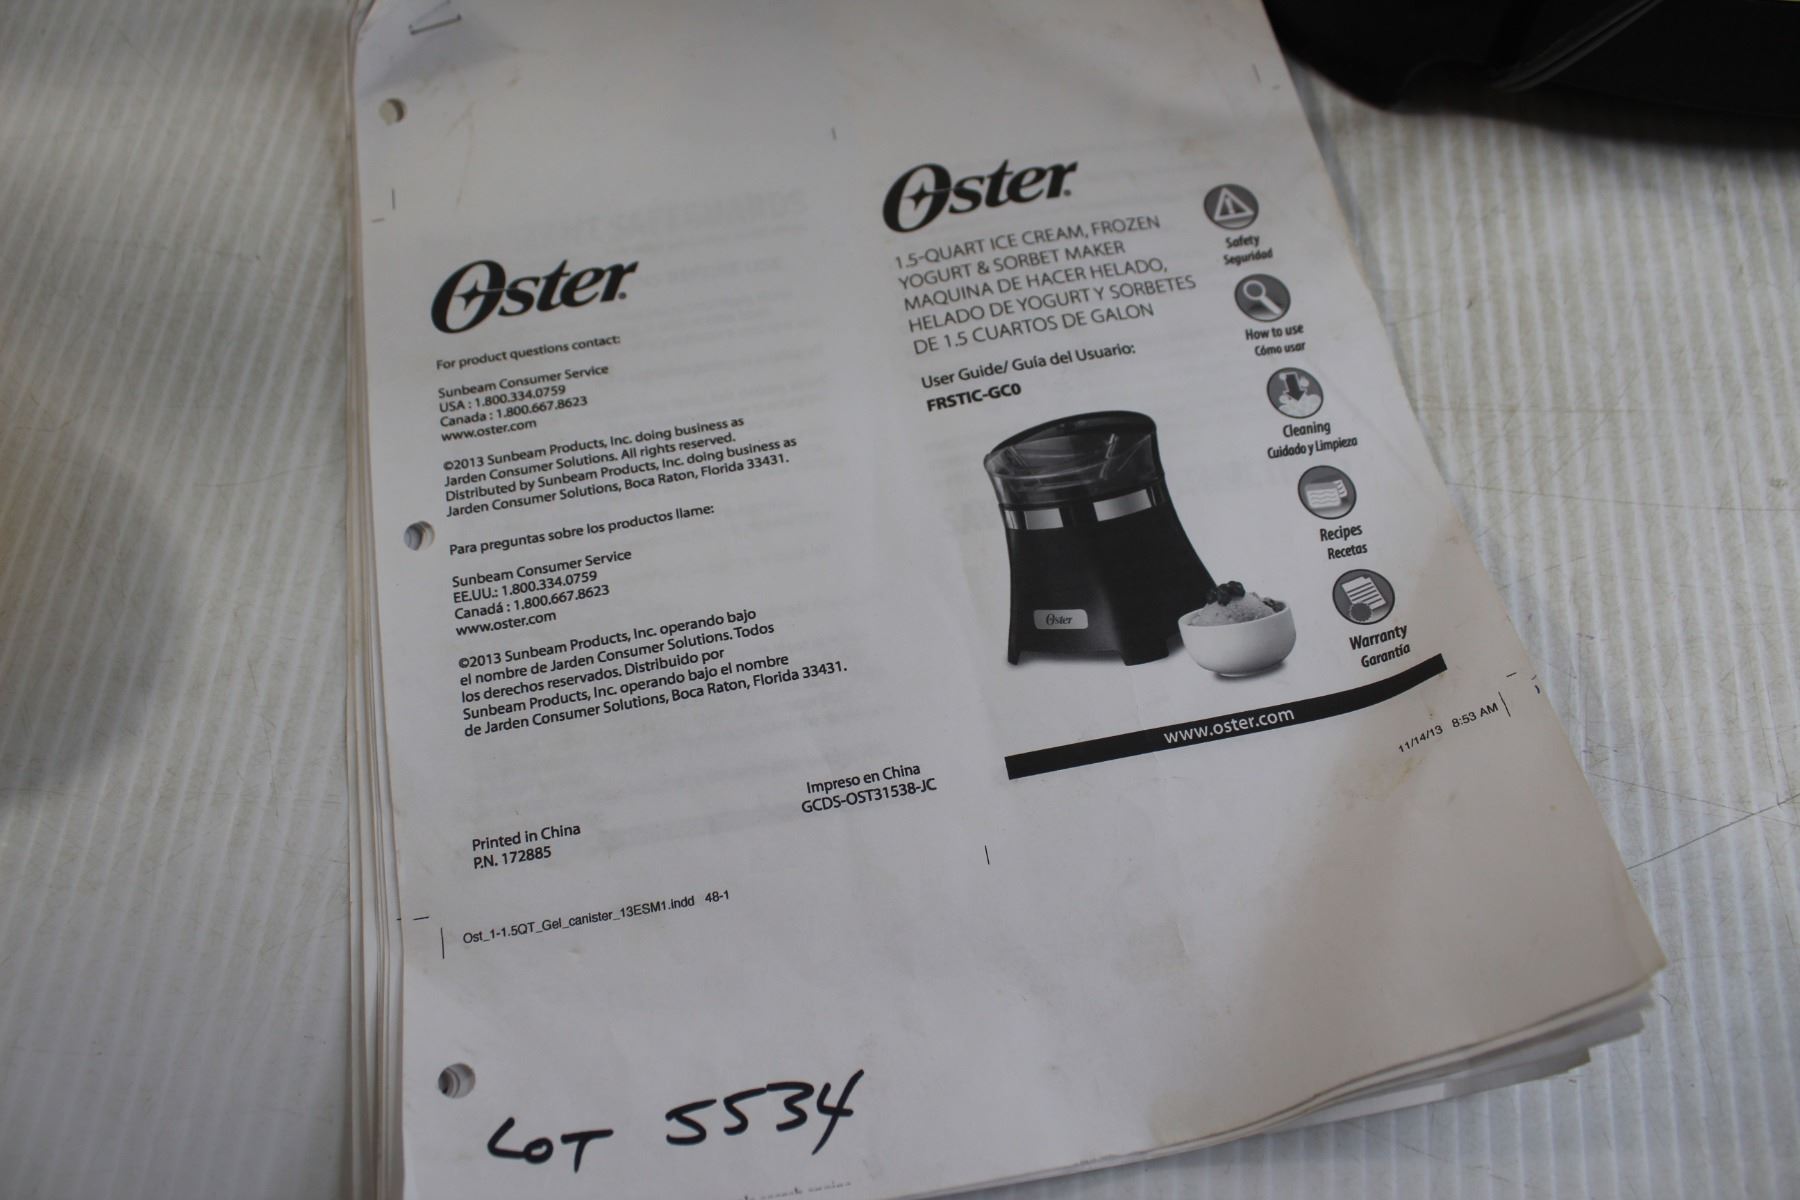 Oster
For product questions contact:
Sunbeam Consumer Service
USA : 1.800.334.0759
Canada : 1.800.667.8623
www.oster.com
©2013 Sunbeam Products, Inc. doing business as
Jarden Consumer Solutions. All rights reserved.
Distributed by Sunbeam Products, Inc. doing business as
Jarden Consumer Solutions, Boca Raton, Florida 33431.
Para preguntas sobre los productos llame:
Sunbeam Consumer Service
EE.UU.: 1.800.334.0759
Canadá : 1.800.667.8623
www.oster.com
©2013 Sunbeam Products, Inc. operando bajo
el nombre de Jarden Consumer Solutions. Todos
los derechos reservados. Distribuido por
Sunbeam Products, Inc. operando bajo el nombre
de Jarden Consumer Solutions, Boca Raton, Florida 33431.
Printed in China
P.N. 172885
Impreso en China
GCDS-OST31538-JC
Oster
1.5-QUART ICE CREAM, FROZEN
YOGURT & SORBET MAKER
MAQUINA DE HACER HELADO,
HELADO DE YOGURT Y SORBETES
DE 1.5 CUARTOS DE GALON
User Guide/ Guía del Usuario:
FRSTIC-GC0
Oster
Safety
Seguridad
How to use
Cómo usar
Cleaning
Cuidado y Limpieza
Recipes
Recetas
Warranty
Garantía
www.oster.com
Ost_1-1.5QT_Gel_canister_13ESM1.indd 48-1
11/14/13 8:53 AM
LOT 5534